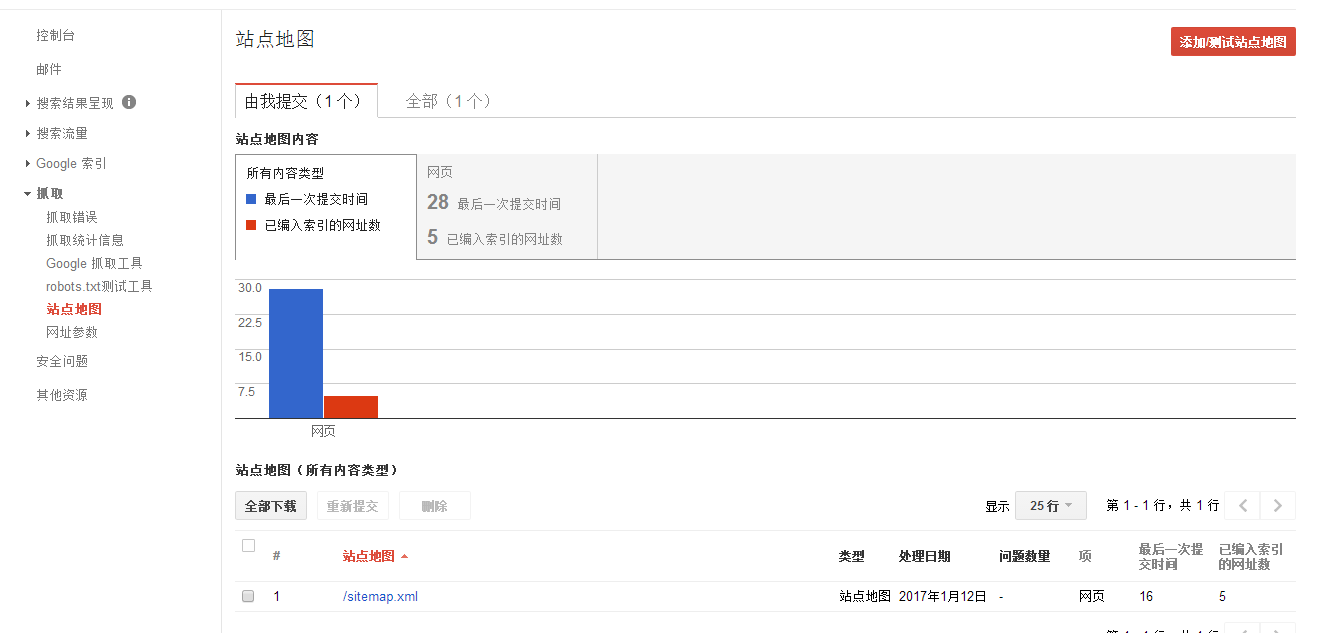 控制台
邮件
搜索结果呈现
搜索流量
Google 索引
抓取
抓取错误
抓取统计信息
Google 抓取工具
robots.txt测试工具
站点地图
网址参数
安全问题
其他资源
站点地图
添加/测试站点地图
由我提交（1 个）
全部（1 个）
站点地图内容
所有内容类型
最后一次提交时间
已编入索引的网址数
网页
28 最后一次提交时间
5 已编入索引的网址数
30.0
22.5
15.0
7.5
网页
站点地图（所有内容类型）
全部下载 重新提交 删除
显示 25 行 第 1 - 1 行，共 1 行
# 站点地图 类型 处理日期 问题数量 项 最后一次提交时间 已编入索引的网址数
1 /sitemap.xml 站点地图 2017年1月12日 - 网页 16 5
第 1 - 1 行，共 1 行